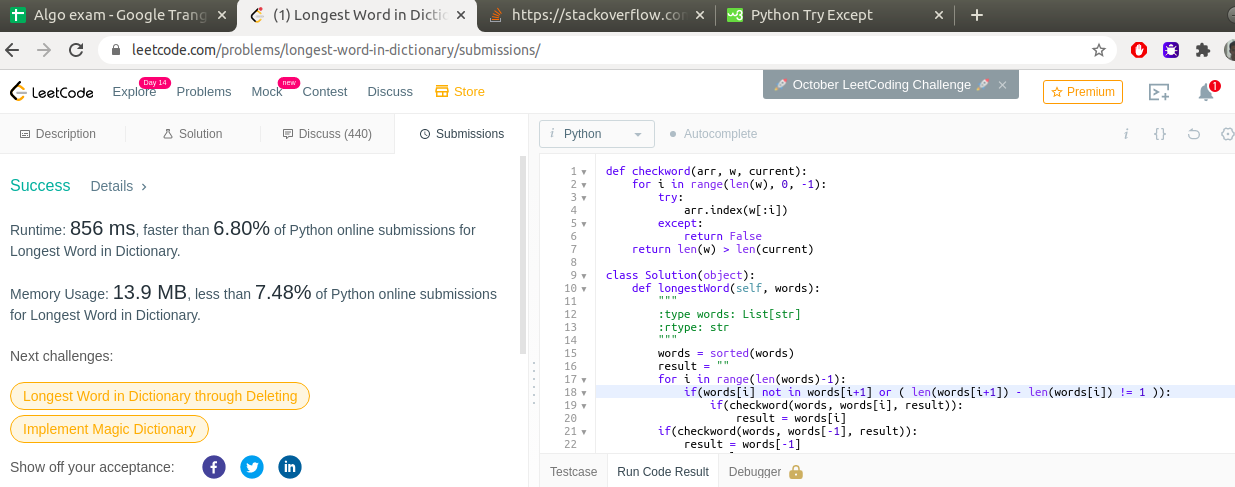 Algo exam - Google Trang
(1) Longest Word in Dictio
https://stackoverflow.con
Python Try Except
leetcode.com/problems/longest-word-in-dictionary/submissions/
LeetCode
Explore
Day 14
Problems
Mock
new
Contest
Discuss
Store
October LeetCoding Challenge
Premium
1
Description
Solution
Discuss (440)
Submissions
i Python
Autocomplete
i {}
Success Details >
Runtime: 856 ms, faster than 6.80% of Python online submissions for
Longest Word in Dictionary.
Memory Usage: 13.9 MB, less than 7.48% of Python online submissions
for Longest Word in Dictionary.
Next challenges:
Longest Word in Dictionary through Deleting
Implement Magic Dictionary
Show off your acceptance:
1 def checkword(arr, w, current):
2 for i in range(len(w), 0, -1):
3 try:
4 arr.index(w[:i])
5 except:
6 return False
7 return len(w) > len(current)
8
9 class Solution(object):
10 def longestWord(self, words):
11 """
12 :type words: List[str]
13 :rtype: str
14 """
15 words = sorted(words)
16 result = ""
17 for i in range(len(words)-1):
18 if(words[i] not in words[i+1] or ( len(words[i+1]) - len(words[i]) != 1 )):
19 if(checkword(words, words[i], result)):
20 result = words[i]
21 if(checkword(words, words[-1], result)):
22 result = words[-1]
Testcase
Run Code Result
Debugger